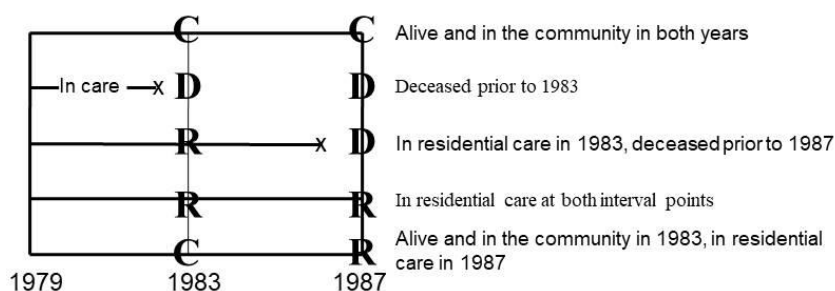 C C Alive and in the community in both years
In care x D D Deceased prior to 1983
R x D In residential care in 1983, deceased prior to 1987
R R In residential care at both interval points
C R Alive and in the community in 1983, in residential
care in 1987
1979 1983 1987